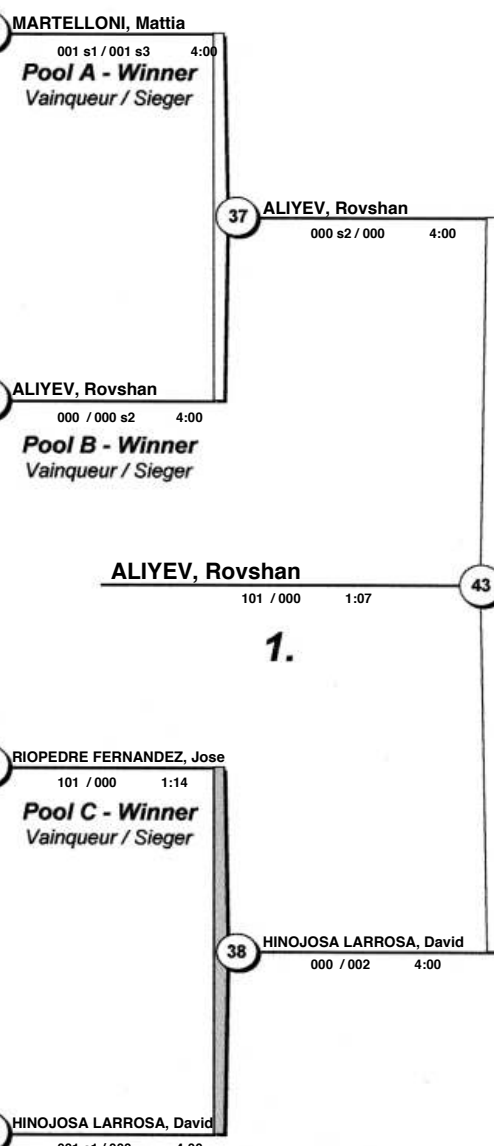 MARTELLONI, Mattia
001 s1 / 001 s3 4:00
Pool A - Winner
Vainqueur / Sieger
37
ALIYEV, Rovshan
000 s2 / 000 4:00
ALIYEV, Rovshan
000 / 000 s2 4:00
Pool B - Winner
Vainqueur / Sieger
ALIYEV, Rovshan
43
101 / 000 1:07
1.
RIOPEDRE FERNANDEZ, Jose
101 / 000 1:14
Pool C - Winner
Vainqueur / Sieger
38
HINOJOSA LARROSA, David
000 / 002 4:00
HINOJOSA LARROSA, David